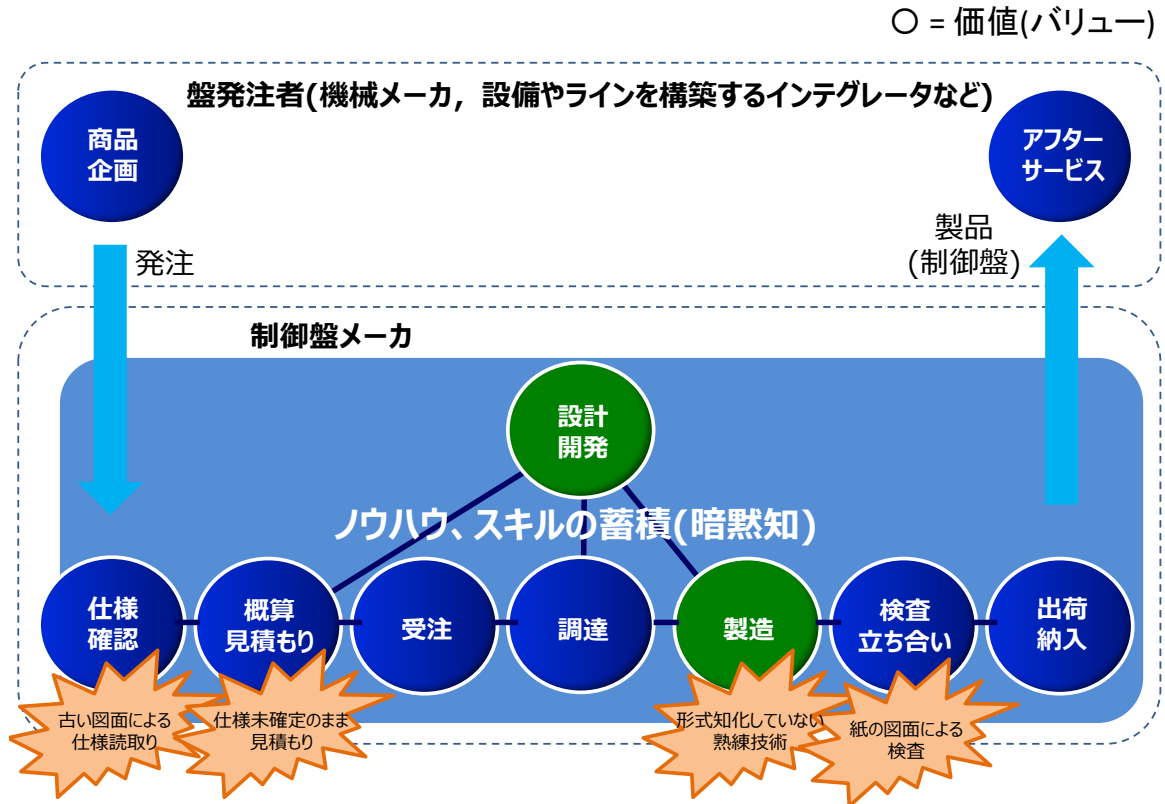 〇 = 価値(バリュー)
盤発注者(機械メーカ，設備やラインを構築するインテグレータなど)
商品
企画
アフター
サービス
発注
製品
(制御盤)
制御盤メーカ
設計
開発
ノウハウ、スキルの蓄積(暗黙知)
仕様
確認
概算
見積もり
受注
調達
製造
検査
立ち合い
出荷
納入
古い図面による
仕様読取り
仕様未確定のまま
見積もり
形式知化していない
熟練技術
紙の図面による
検査